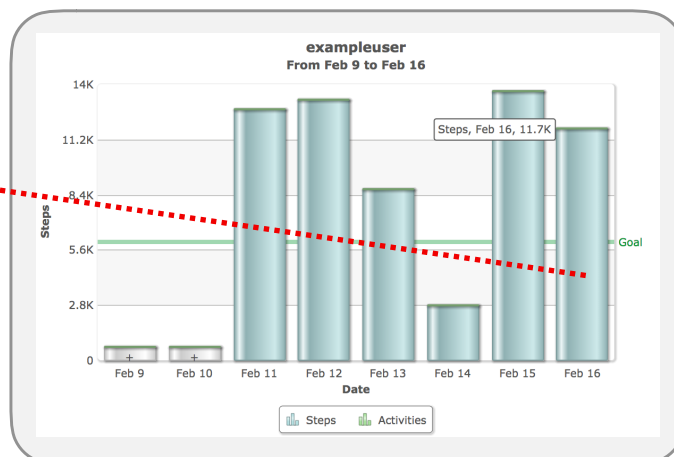 exampleuser
From Feb 9 to Feb 16
14K
Steps, Feb 16, 11.7K
11.2K
8.4K
Steps
Goal
5.6K
2.8K
0
+ +
Feb 9 Feb 10 Feb 11 Feb 12 Feb 13 Feb 14 Feb 15 Feb 16
Date
Steps Activities